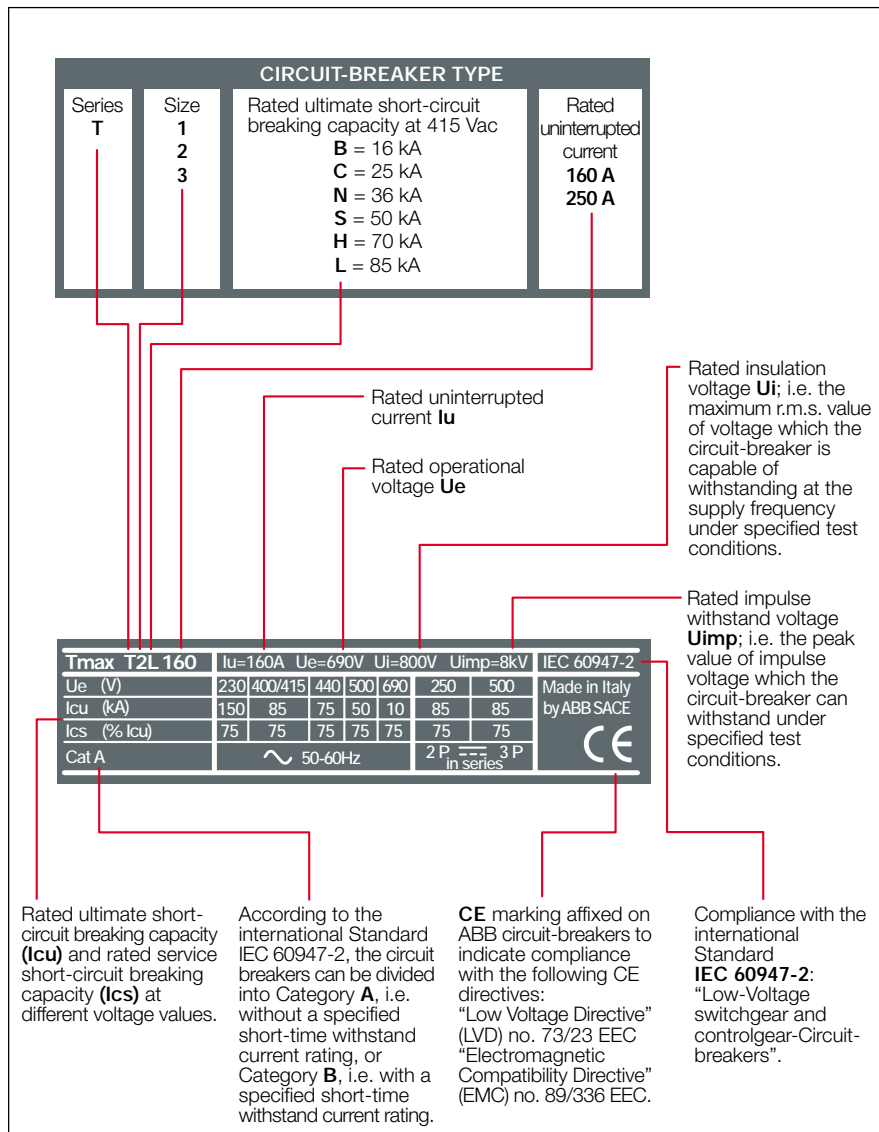 CIRCUIT-BREAKER TYPE
Series
T
Size
1
2
3
Rated ultimate short-circuit
breaking capacity at 415 Vac
B = 16 kA
C = 25 kA
N = 36 kA
S = 50 kA
H = 70 kA
L = 85 kA
Rated
uninterrupted
current
160 A
250 A
Rated uninterrupted
current Iu
Rated operational
voltage Ue
Rated insulation
voltage Ui; i.e. the
maximum r.m.s. value
of voltage which the
circuit-breaker is
capable of
withstanding at the
supply frequency
under specified test
conditions.
Rated impulse
withstand voltage
Uimp; i.e. the peak
value of impulse
voltage which the
circuit-breaker can
withstand under
specified test
conditions.
Tmax T2L 160 Iu=160A Ue=690V Ui=800V Uimp=8kV IEC 60947-2
Ue (V) 230 400/415 440 500 690 250 500 Made in Italy
Icu (kA) 150 85 75 50 10 85 85 by ABB SACE
Ics (% Icu) 75 75 75 75 75 75 75
Cat A 50-60Hz 2 P 3 P CE
in series
Rated ultimate short-
circuit breaking capacity
(Icu) and rated service
short-circuit breaking
capacity (Ics) at
different voltage values.
According to the
international Standard
IEC 60947-2, the circuit
breakers can be divided
into Category A, i.e.
without a specified
short-time withstand
current rating, or
Category B, i.e. with a
specified short-time
withstand current rating.
CE marking affixed on
ABB circuit-breakers to
indicate compliance
with the following CE
directives:
“Low Voltage Directive”
(LVD) no. 73/23 EEC
“Electromagnetic
Compatibility Directive”
(EMC) no. 89/336 EEC.
Compliance with the
international
Standard
IEC 60947-2:
“Low-Voltage
switchgear and
controlgear-Circuit-
breakers”.